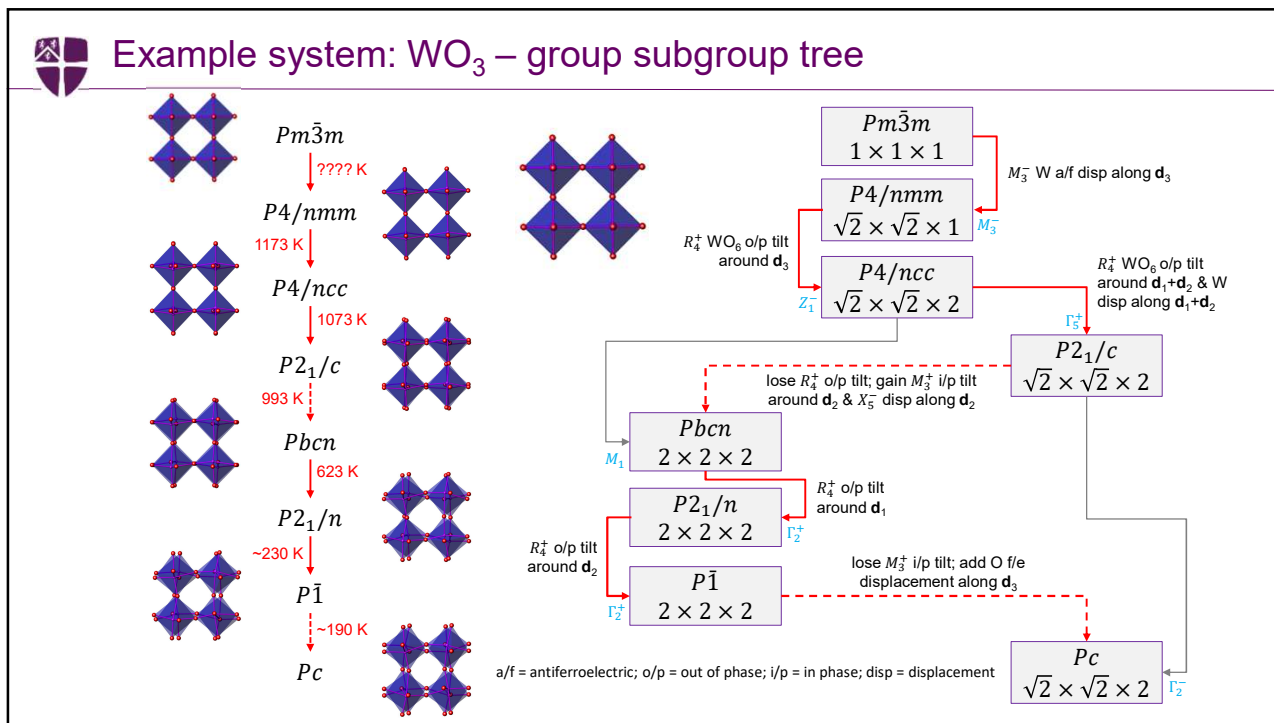 Example system: WO₃ – group subgroup tree
Pm3̄m
???? K
P4/nmm
1173 K
P4/ncc
1073 K
P2₁/c
993 K
Pbcn
623 K
P2₁/n
~230 K
P1̄
~190 K
Pc
Pm3̄m
1 × 1 × 1
M₃⁻ W a/f disp along d₃
P4/nmm
√2 × √2 × 1
M₃⁻
R₄⁺ WO₆ o/p tilt
around d₃
P4/ncc
√2 × √2 × 2
Z₁⁻
R₄⁺ WO₆ o/p tilt
around d₁+d₂ & W
disp along d₁+d₂
Γ₅⁺
P2₁/c
√2 × √2 × 2
lose R₄⁺ o/p tilt; gain M₃⁺ i/p tilt
around d₂ & X₅⁻ disp along d₂
Pbcn
2 × 2 × 2
M₁
R₄⁺ o/p tilt
around d₁
P2₁/n
2 × 2 × 2
Γ₂⁺
R₄⁺ o/p tilt
around d₂
P1̄
2 × 2 × 2
Γ₂⁺
lose M₃⁺ i/p tilt; add O f/e
displacement along d₃
Pc
√2 × √2 × 2
Γ₂⁻
a/f = antiferroelectric; o/p = out of phase; i/p = in phase; disp = displacement